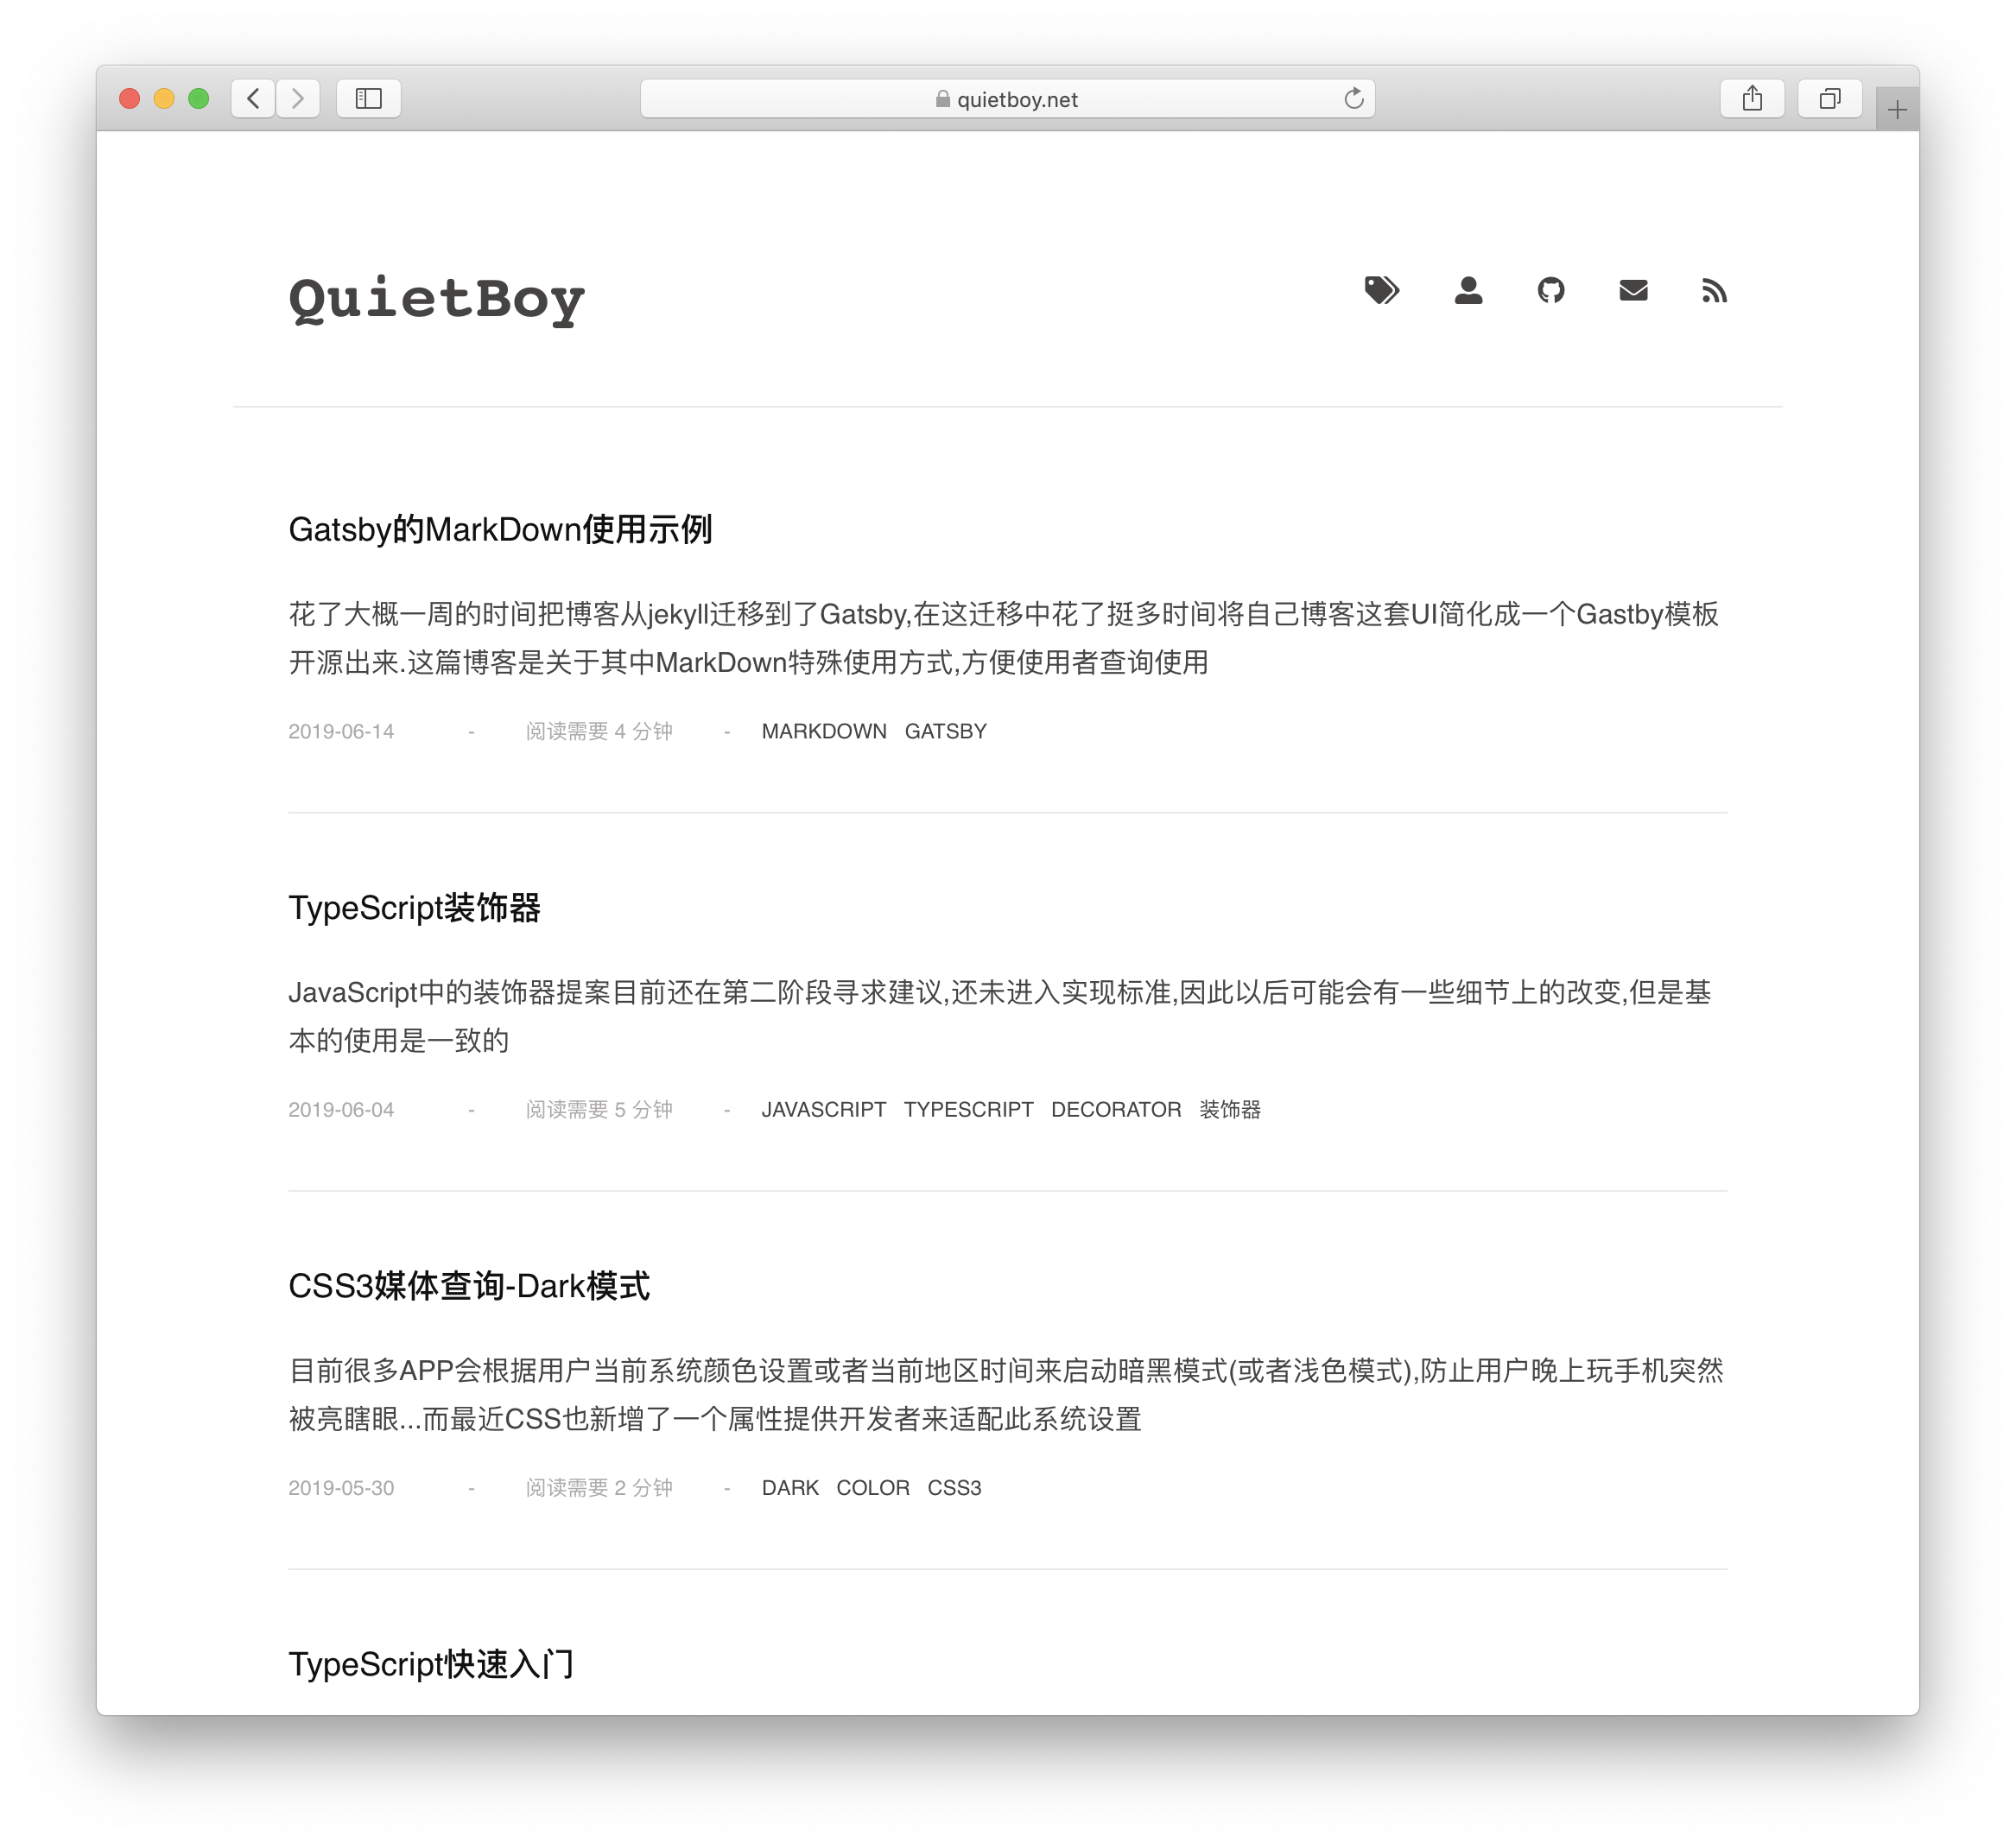 quietboy.net
QuietBoy
Gatsby的MarkDown使用示例
花了大概一周的时间把博客从jekyll迁移到了Gatsby,在这迁移中花了挺多时间将自己博客这套UI简化成一个Gastby模板
开源出来.这篇博客是关于其中MarkDown特殊使用方式,方便使用者查询使用
2019-06-14 - 阅读需要 4 分钟 - MARKDOWN GATSBY
TypeScript装饰器
JavaScript中的装饰器提案目前还在第二阶段寻求建议,还未进入实现标准,因此以后可能会有一些细节上的改变,但是基
本的使用是一致的
2019-06-04 - 阅读需要 5 分钟 - JAVASCRIPT TYPESCRIPT DECORATOR 装饰器
CSS3媒体查询-Dark模式
目前很多APP会根据用户当前系统颜色设置或者当前地区时间来启动暗黑模式(或者浅色模式),防止用户晚上玩手机突然
被亮瞎眼...而最近CSS也新增了一个属性提供开发者来适配此系统设置
2019-05-30 - 阅读需要 2 分钟 - DARK COLOR CSS3
TypeScript快速入门